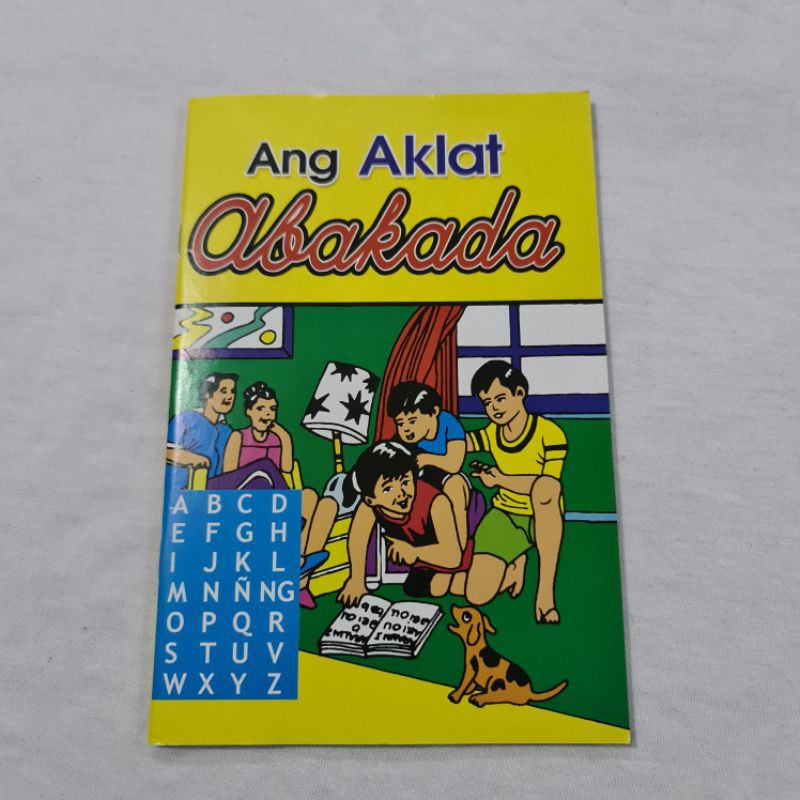 Ang Aklat
Abakada
A B C D
E F G H
I J K L
M N Ñ NG
O P Q R
S T U V
W X Y Z